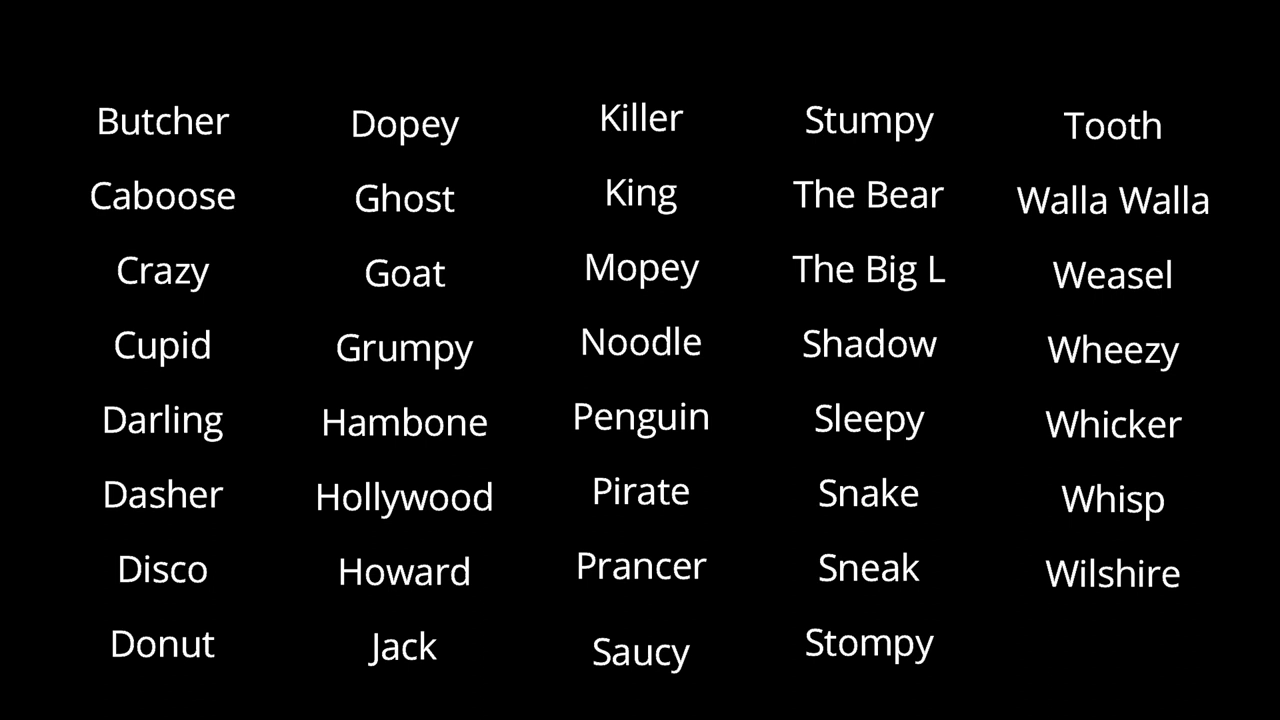 Butcher
Caboose
Crazy
Cupid
Darling
Dasher
Disco
Donut
Dopey
Ghost
Goat
Grumpy
Hambone
Hollywood
Howard
Jack
Killer
King
Mopey
Noodle
Penguin
Pirate
Prancer
Saucy
Stumpy
The Bear
The Big L
Shadow
Sleepy
Snake
Sneak
Stompy
Tooth
Walla Walla
Weasel
Wheezy
Whicker
Whisp
Wilshire